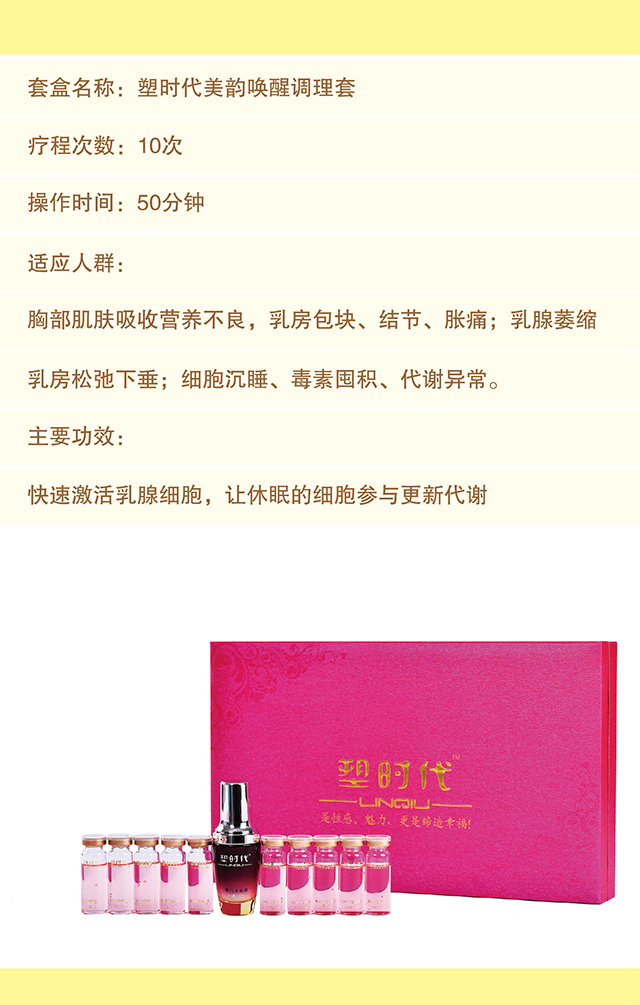 套盒名称：塑时代美韵唤醒调理套
疗程次数：10次
操作时间：50分钟
适应人群：
胸部肌肤吸收营养不良，乳房包块、结节、胀痛；乳腺萎缩
乳房松弛下垂；细胞沉睡、毒素囤积、代谢异常。
主要功效：
快速激活乳腺细胞，让休眠的细胞参与更新代谢
塑时代™
LINQIU
是性感、魅力，更是缔造幸福！
塑时代
LINQIU